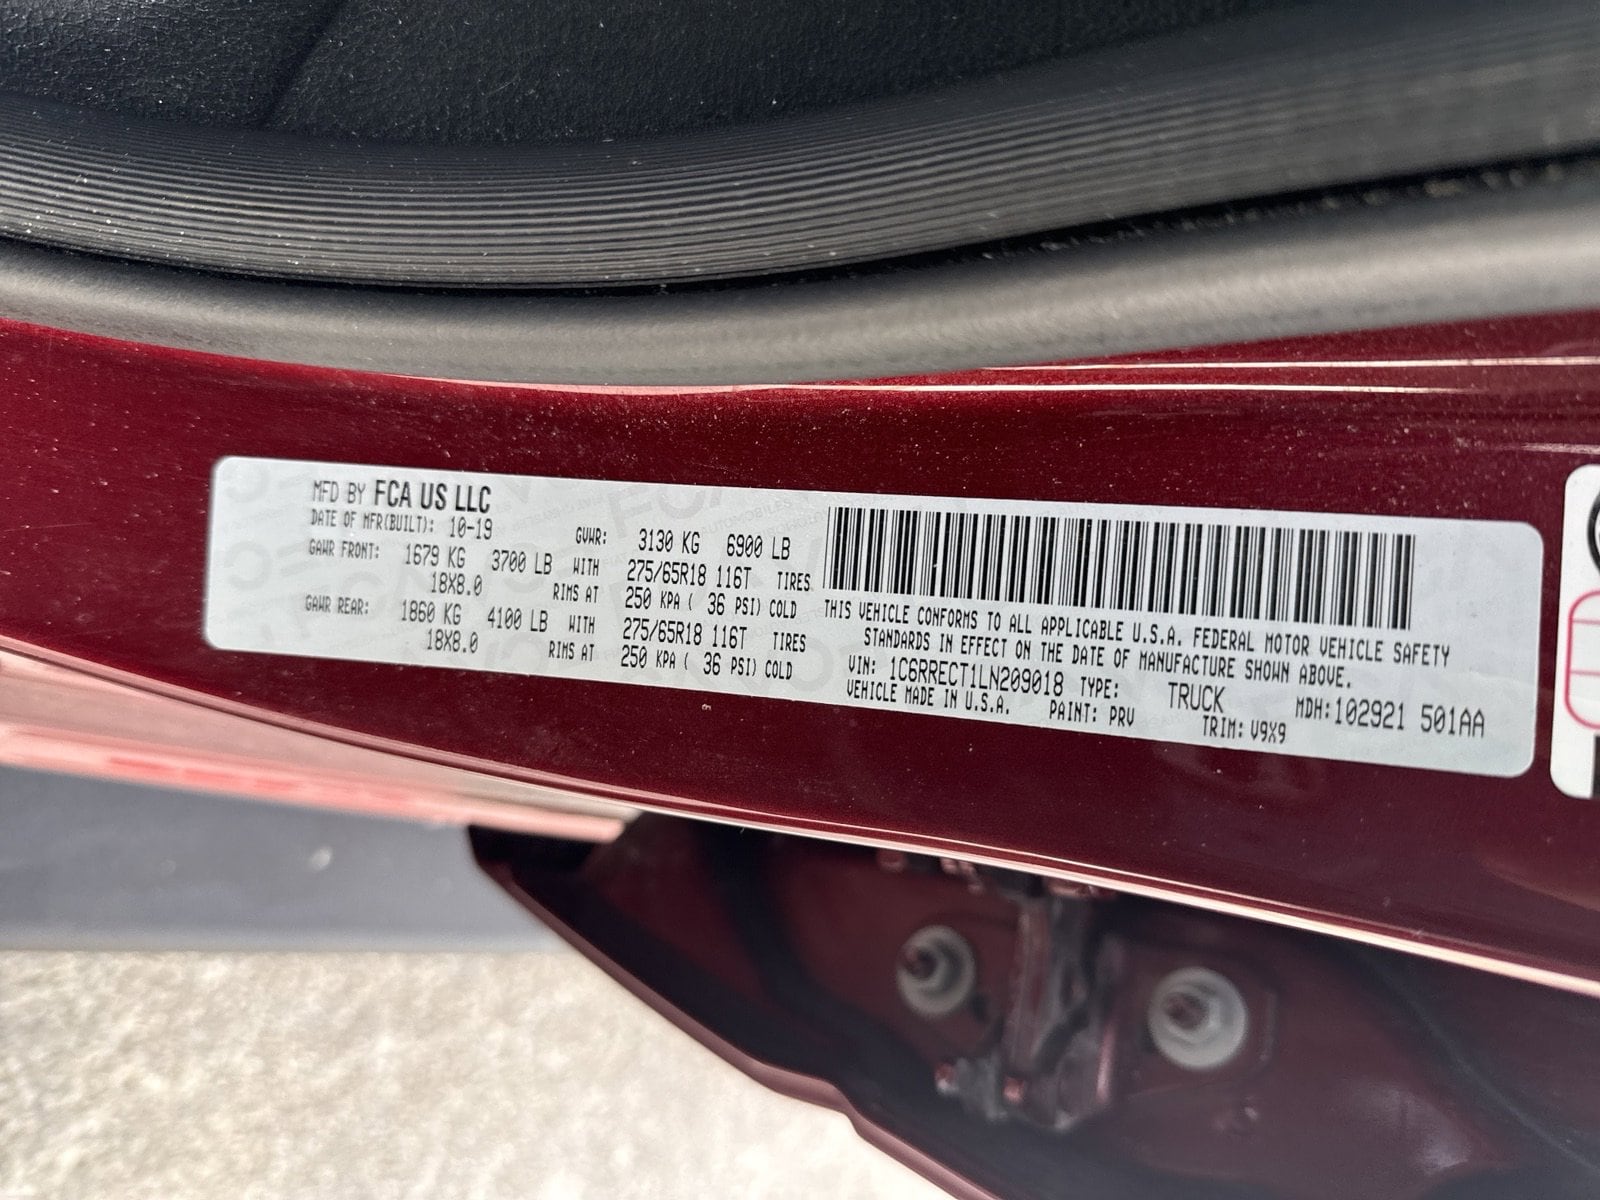 MFD BY FCA US LLC
DATE OF MFR(BUILT): 10-19 GVWR: 3130 KG 6900 LB
GAWR FRONT: 1679 KG 3700 LB WITH 275/65R18 116T TIRES
18X8.0 RIMS AT 250 KPA ( 36 PSI) COLD
GAWR REAR: 1860 KG 4100 LB WITH 275/65R18 116T TIRES
18X8.0 RIMS AT 250 KPA ( 36 PSI) COLD
THIS VEHICLE CONFORMS TO ALL APPLICABLE U.S.A. FEDERAL MOTOR VEHICLE SAFETY
STANDARDS IN EFFECT ON THE DATE OF MANUFACTURE SHOWN ABOVE.
VIN: 1C6RRECT1LN209018 TYPE: TRUCK MDH:102921 501AA
VEHICLE MADE IN U.S.A. PAINT: PRV TRIM: V9X9